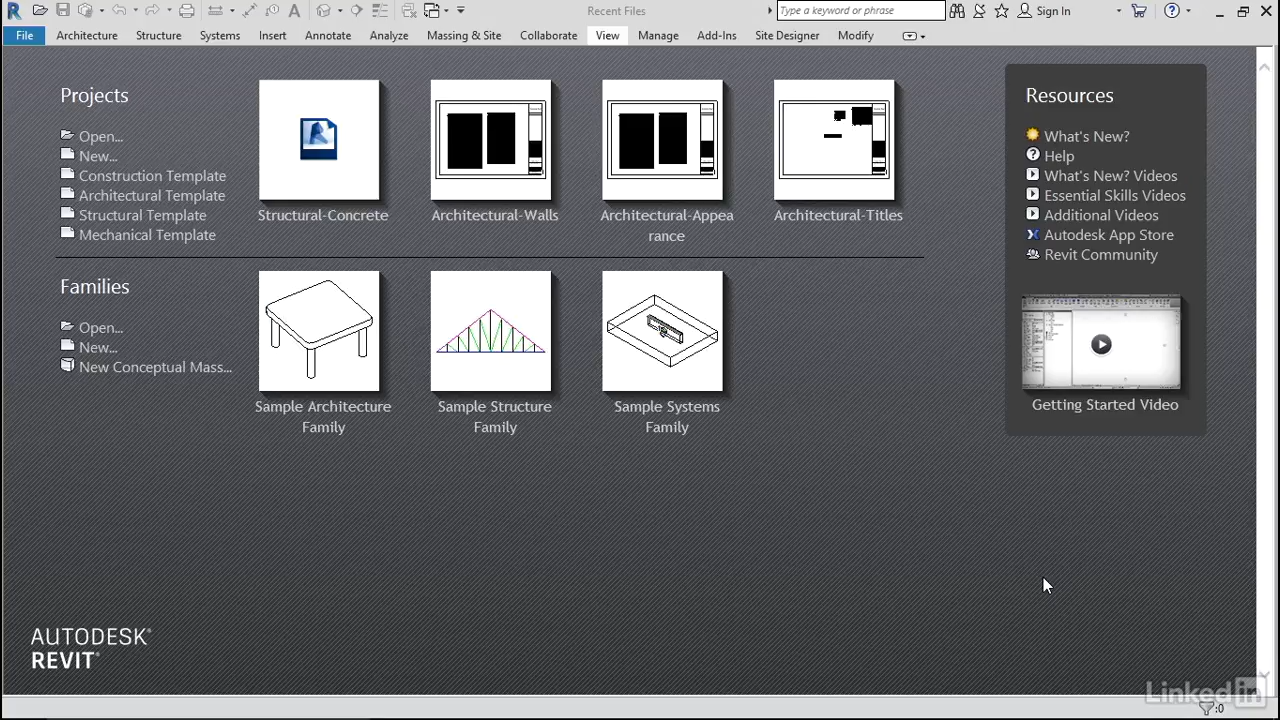 Recent Files
Type a keyword or phrase
Sign In
File Architecture Structure Systems Insert Annotate Analyze Massing & Site Collaborate View Manage Add-Ins Site Designer Modify
Projects
Open...
New...
Construction Template
Architectural Template
Structural Template
Mechanical Template
Structural-Concrete
Architectural-Walls
Architectural-Appea
rance
Architectural-Titles
Families
Open...
New...
New Conceptual Mass...
Sample Architecture
Family
Sample Structure
Family
Sample Systems
Family
Resources
What's New?
Help
What's New? Videos
Essential Skills Videos
Additional Videos
Autodesk App Store
Revit Community
Getting Started Video
AUTODESK®
REVIT®
Linked in
:0